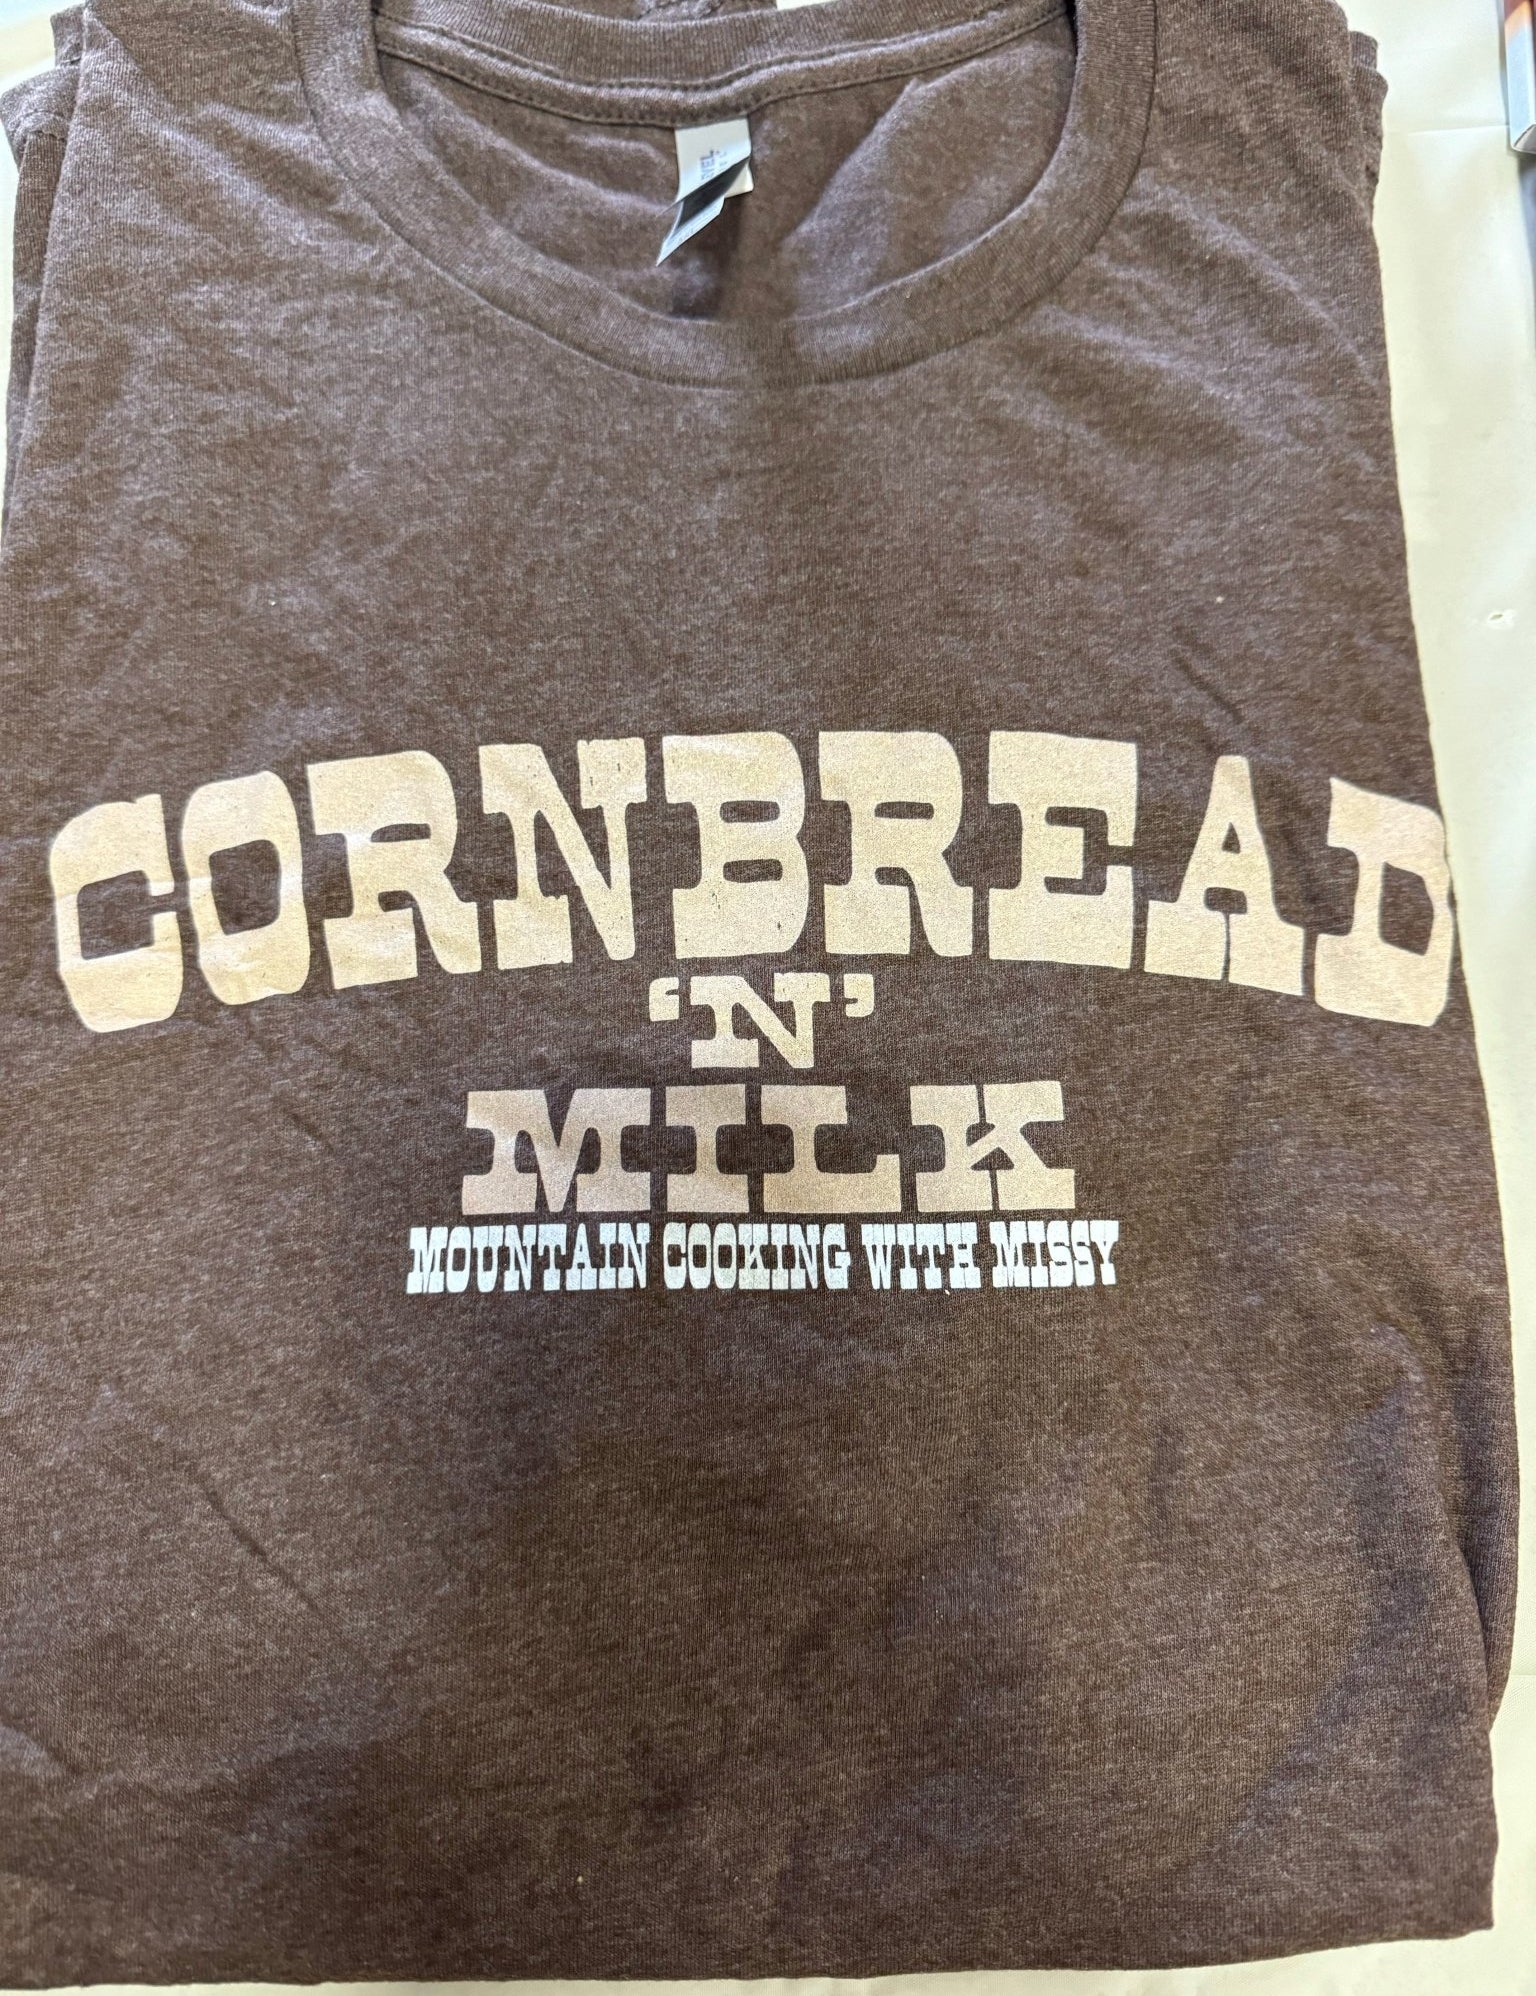 CORNBREAD
‘N’
MILK
MOUNTAIN COOKING WITH MISSY